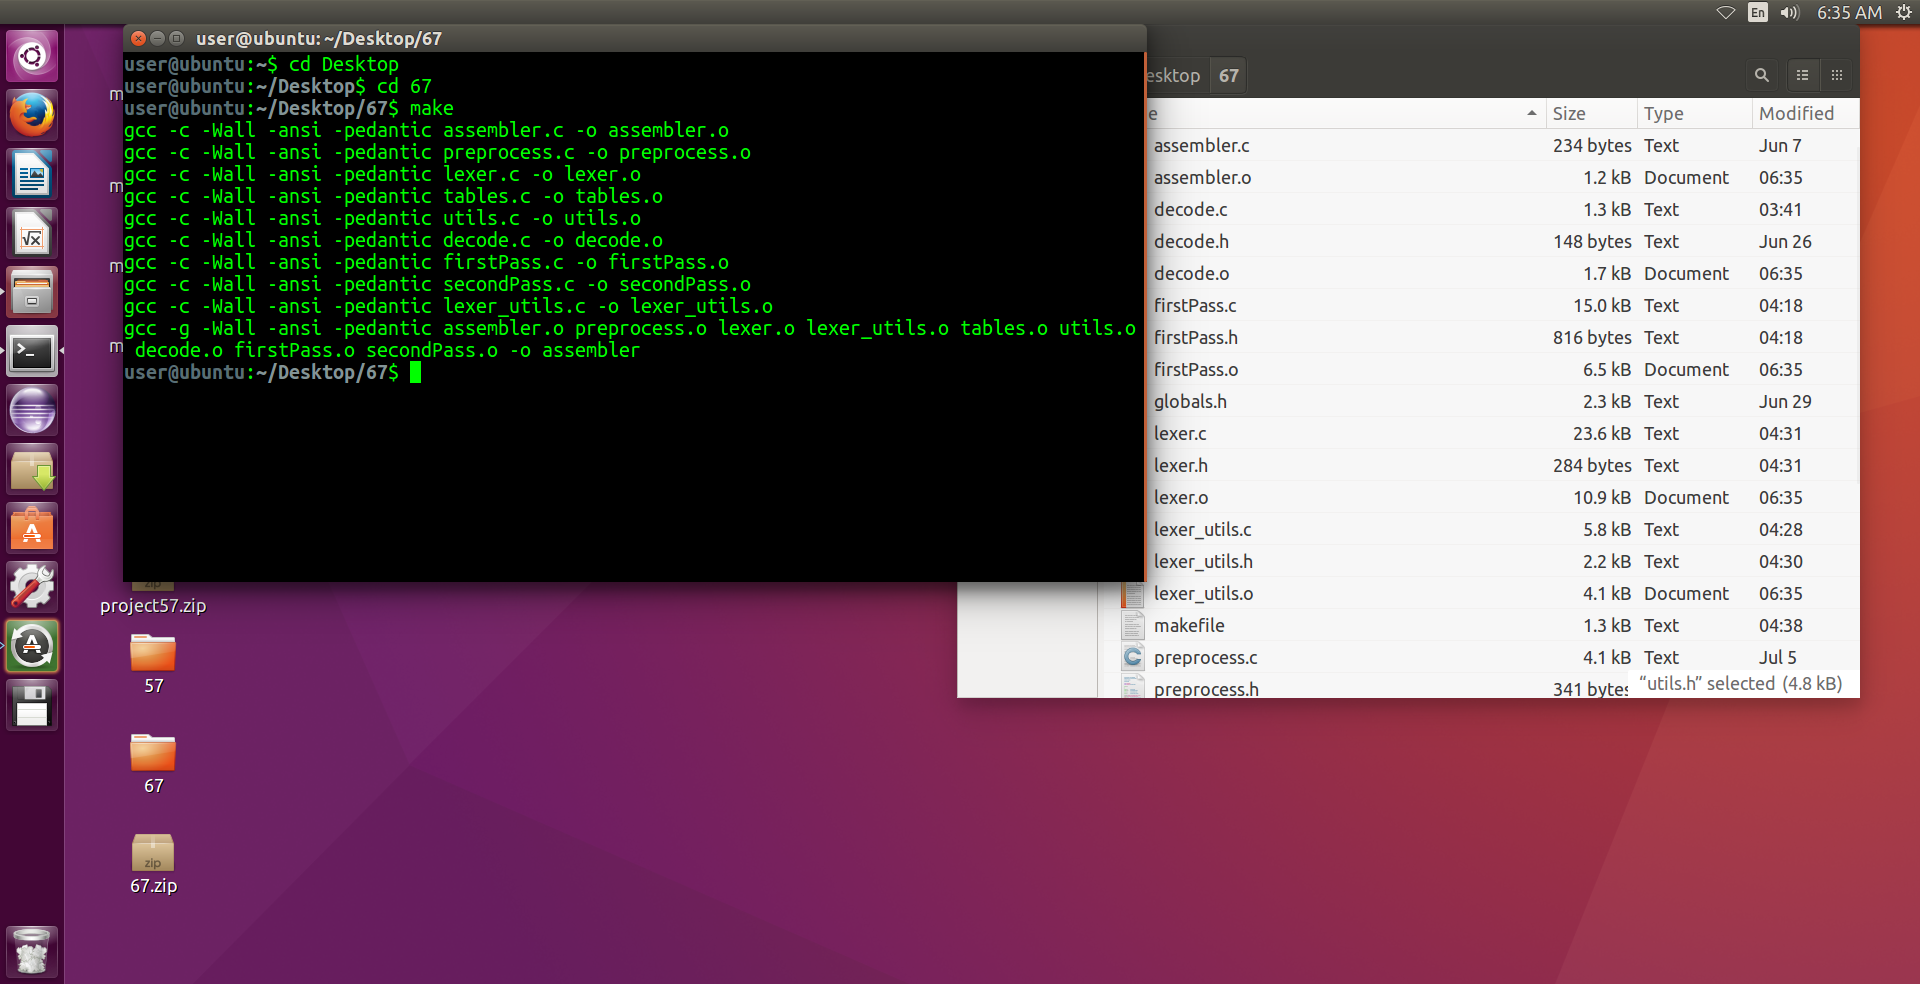 En
6:35 AM
user@ubuntu: ~/Desktop/67
user@ubuntu:~$ cd Desktop
user@ubuntu:~/Desktop$ cd 67
user@ubuntu:~/Desktop/67$ make
gcc -c -Wall -ansi -pedantic assembler.c -o assembler.o
gcc -c -Wall -ansi -pedantic preprocess.c -o preprocess.o
gcc -c -Wall -ansi -pedantic lexer.c -o lexer.o
gcc -c -Wall -ansi -pedantic tables.c -o tables.o
gcc -c -Wall -ansi -pedantic utils.c -o utils.o
gcc -c -Wall -ansi -pedantic decode.c -o decode.o
gcc -c -Wall -ansi -pedantic firstPass.c -o firstPass.o
gcc -c -Wall -ansi -pedantic secondPass.c -o secondPass.o
gcc -c -Wall -ansi -pedantic lexer_utils.c -o lexer_utils.o
gcc -g -Wall -ansi -pedantic assembler.o preprocess.o lexer.o lexer_utils.o tables.o utils.o
decode.o firstPass.o secondPass.o -o assembler
user@ubuntu:~/Desktop/67$
m
m
m
m
zip
project57.zip
57
67
zip
67.zip
esktop 67
e Size Type Modified
assembler.c 234 bytes Text Jun 7
assembler.o 1.2 kB Document 06:35
decode.c 1.3 kB Text 03:41
decode.h 148 bytes Text Jun 26
decode.o 1.7 kB Document 06:35
firstPass.c 15.0 kB Text 04:18
firstPass.h 816 bytes Text 04:18
firstPass.o 6.5 kB Document 06:35
globals.h 2.3 kB Text Jun 29
lexer.c 23.6 kB Text 04:31
lexer.h 284 bytes Text 04:31
lexer.o 10.9 kB Document 06:35
lexer_utils.c 5.8 kB Text 04:28
lexer_utils.h 2.2 kB Text 04:30
lexer_utils.o 4.1 kB Document 06:35
makefile 1.3 kB Text 04:38
preprocess.c 4.1 kB Text Jul 5
preprocess.h 341 bytes
“utils.h” selected (4.8 kB)